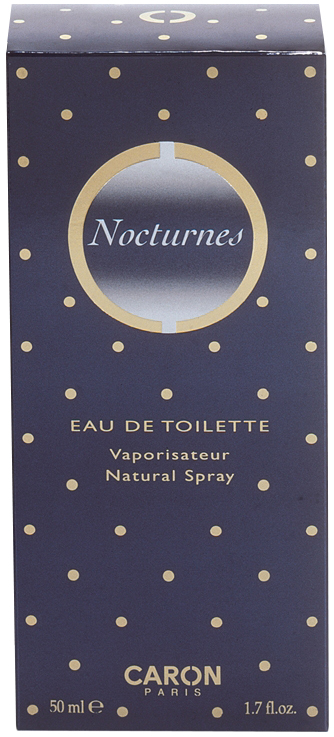 Nocturnes
EAU DE TOILETTE
Vaporisateur
Natural Spray
CARON
PARIS
50 ml ℮ 1.7 fl.oz.